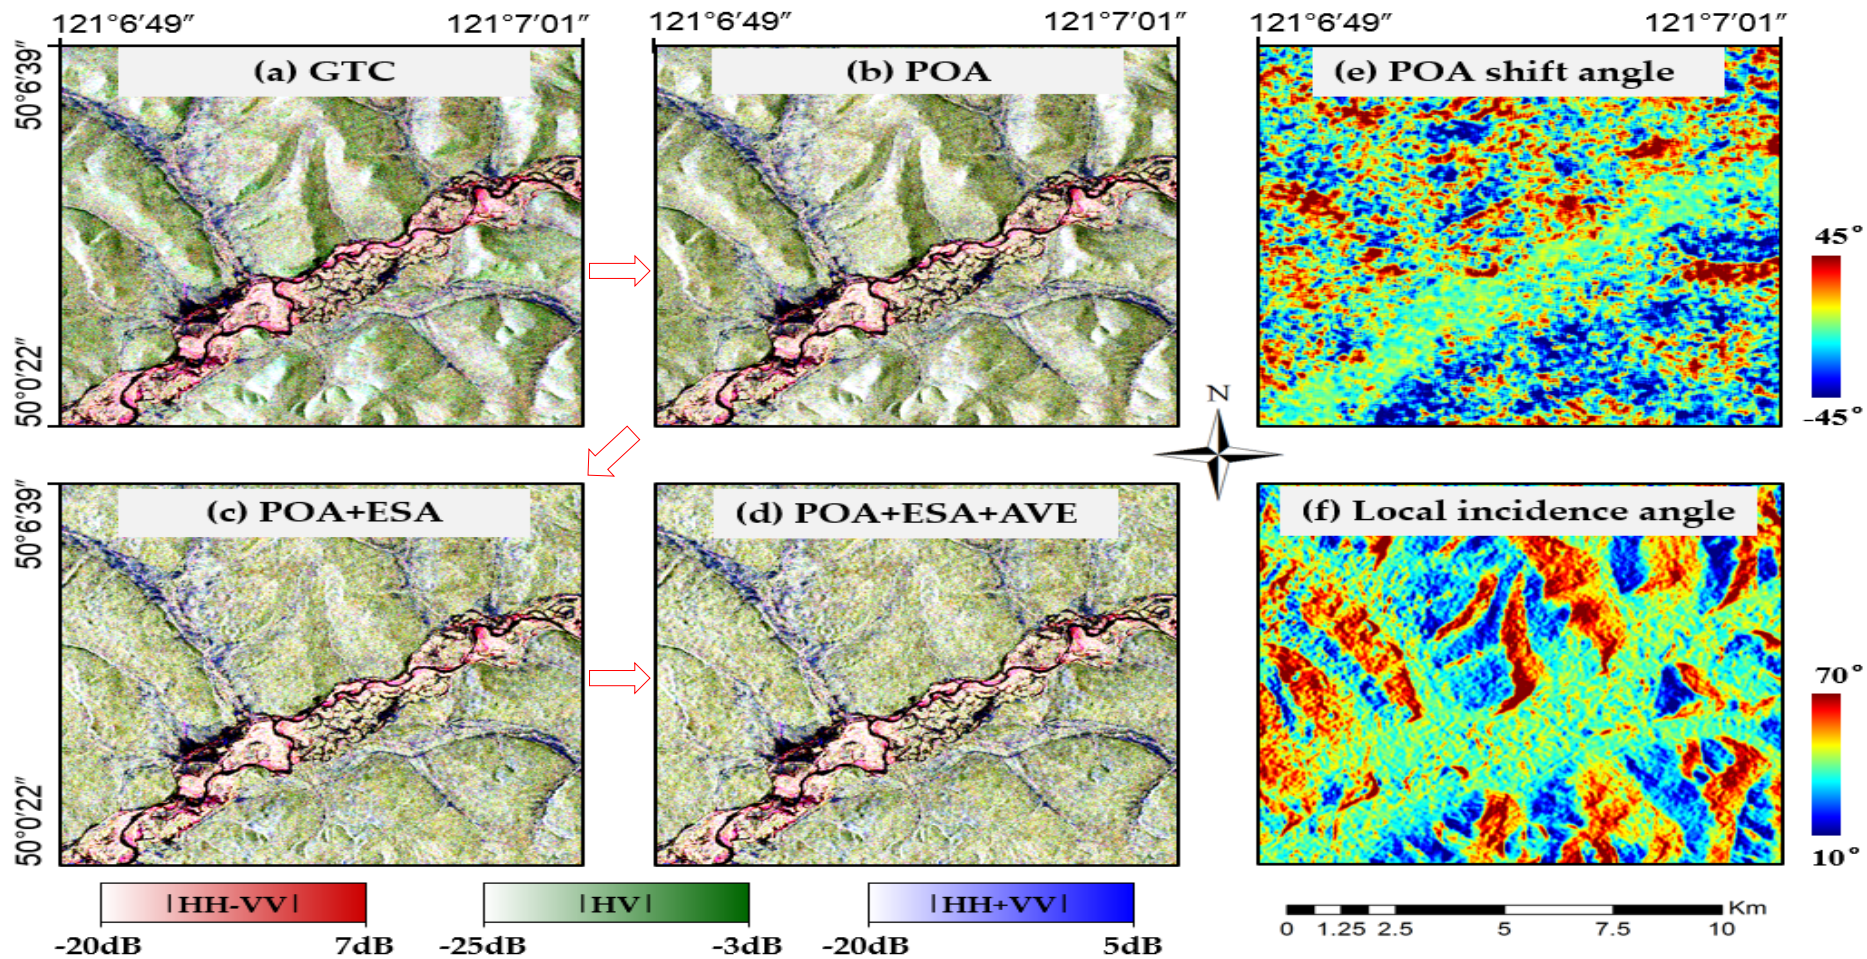 121°6′49″ 121°7′01″ 121°6′49″ 121°7′01″ 121°6′49″ 121°7′01″
50°6′39″
(a) GTC
(b) POA
(e) POA shift angle
45°
50°0′22″
-45°
N
50°6′39″
(c) POA+ESA
(d) POA+ESA+AVE
(f) Local incidence angle
70°
50°0′22″
10°
|HH-VV|
|HV|
|HH+VV|
Km
-20dB 7dB -25dB -3dB -20dB 5dB
0 1.25 2.5 5 7.5 10